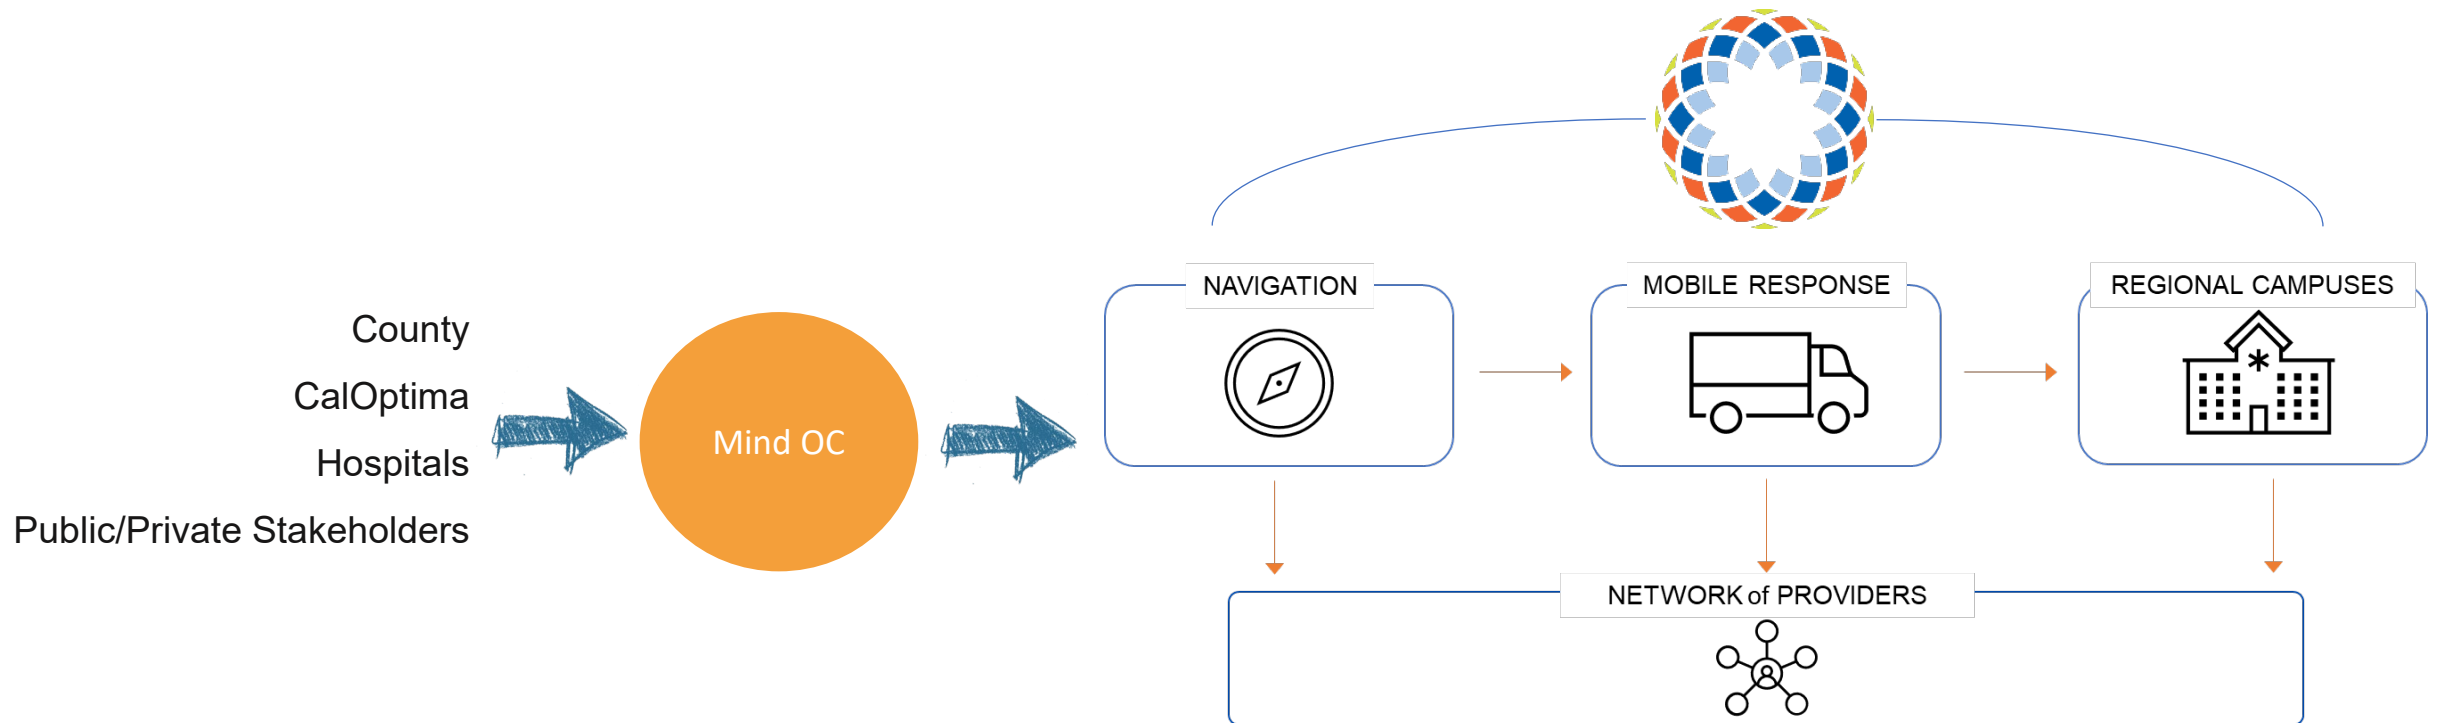 County
CalOptima
Hospitals
Public/Private Stakeholders
Mind OC
NAVIGATION
MOBILE RESPONSE
REGIONAL CAMPUSES
NETWORK of PROVIDERS